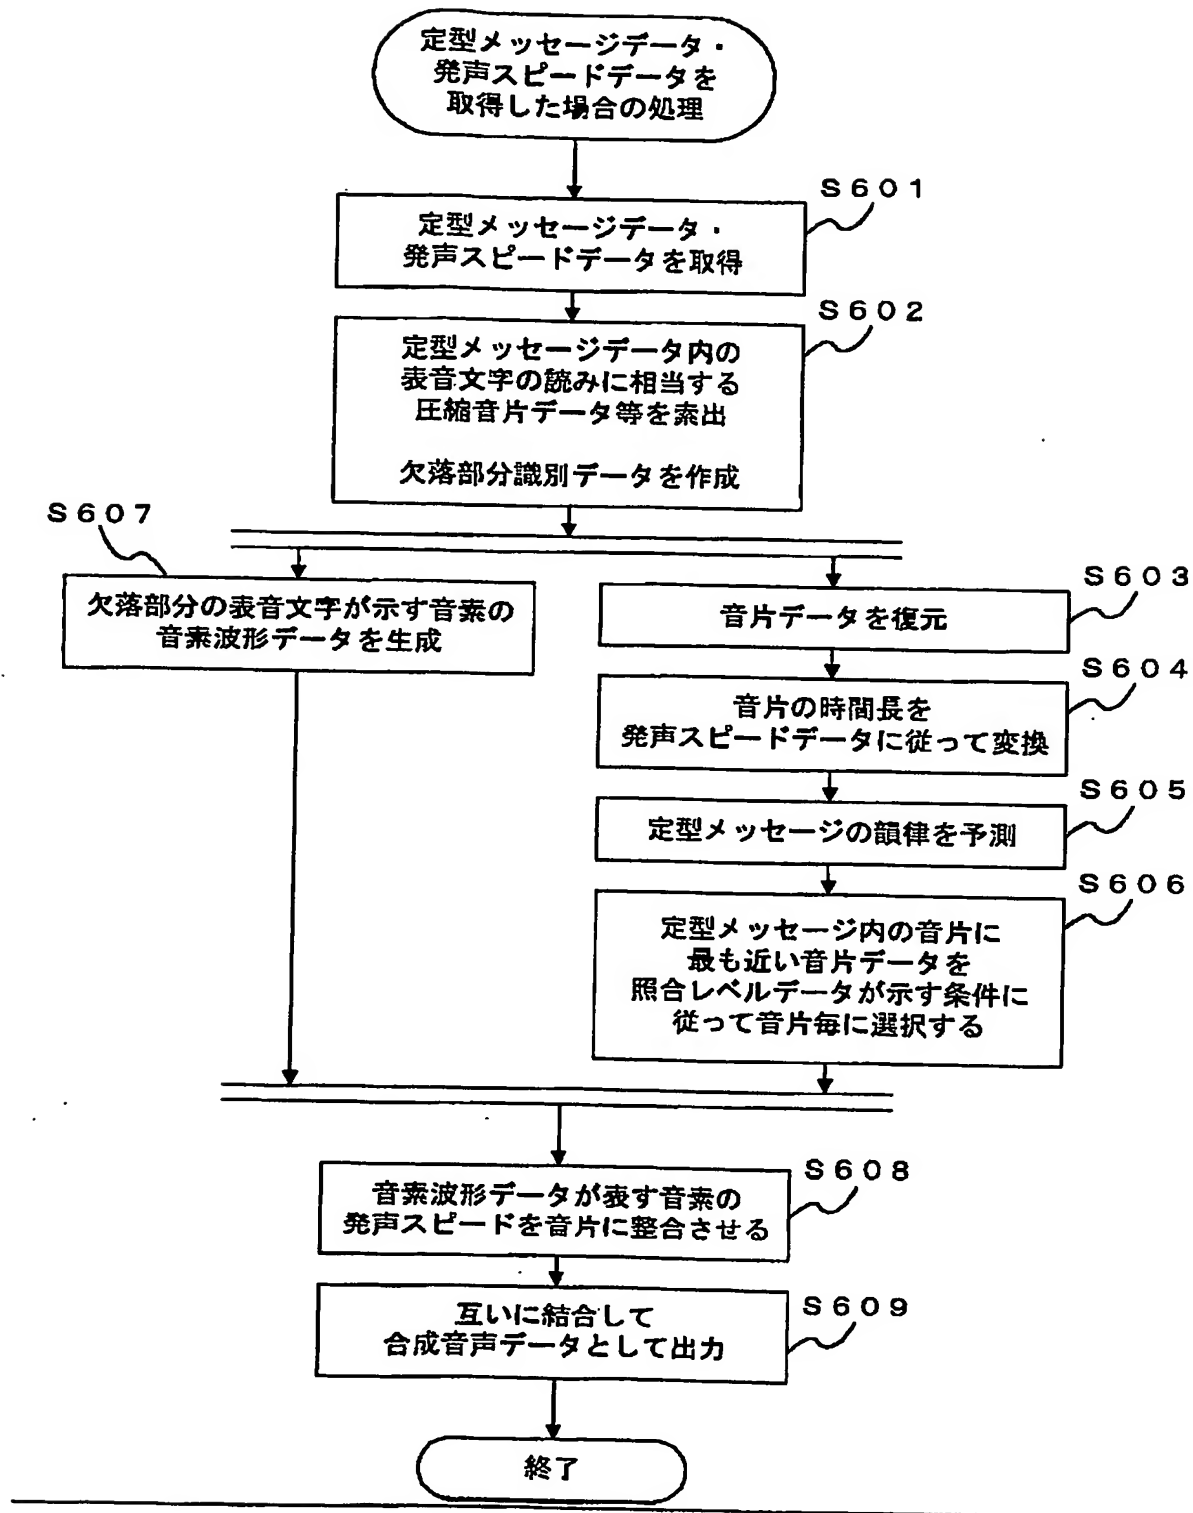 定型メッセージデータ・
発声スピードデータを
取得した場合の処理
S601
定型メッセージデータ・
発声スピードデータを取得
S602
定型メッセージデータ内の
表音文字の読みに相当する
圧縮音片データ等を索出
欠落部分識別データを作成
S607
欠落部分の表音文字が示す音素の
音素波形データを生成
S603
音片データを復元
S604
音片の時間長を
発声スピードデータに従って変換
S605
定型メッセージの韻律を予測
S606
定型メッセージ内の音片に
最も近い音片データを
照合レベルデータが示す条件に
従って音片毎に選択する
S608
音素波形データが表す音素の
発声スピードを音片に整合させる
S609
互いに結合して
合成音声データとして出力
終了